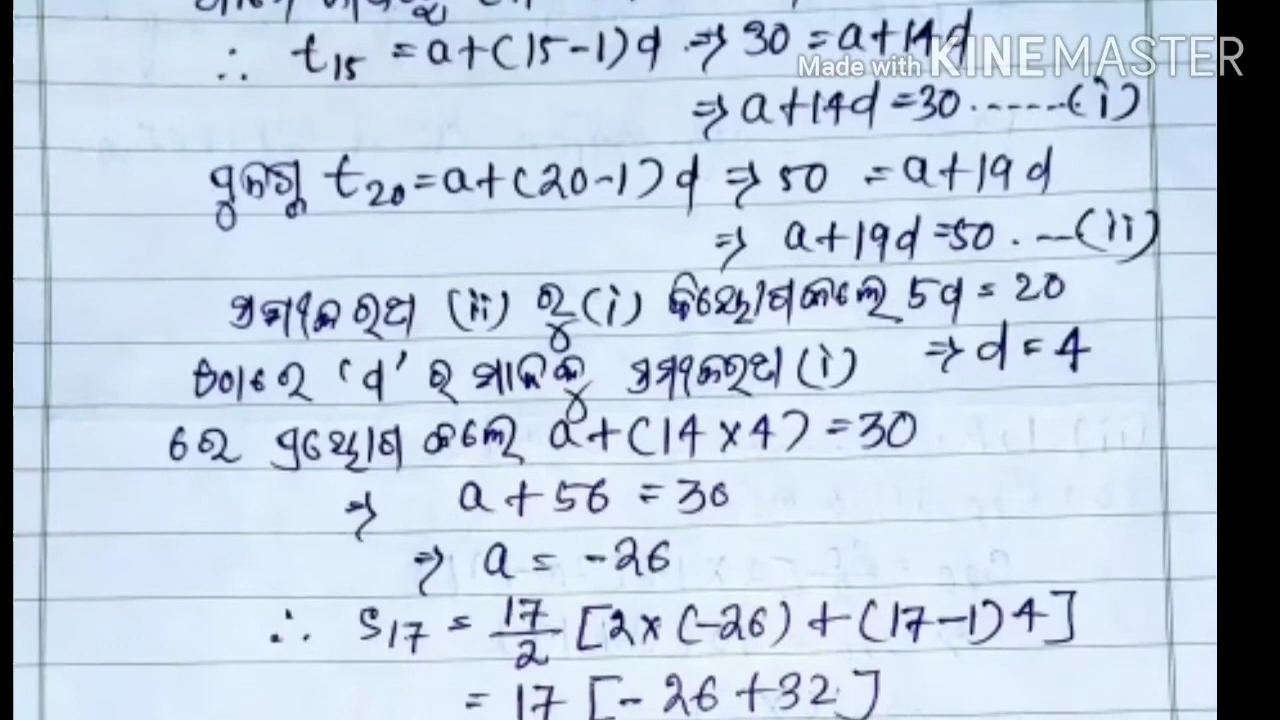 ∴ t₁₅ = a+(15-1)d ⇒ 30 = a+14d
Made with KINEMASTER
⇒ a+14d = 30 ......(i)
ପୁନଶ୍ଚ t₂₀ = a+(20-1)d ⇒ 50 = a+19d
⇒ a+19d = 50 . ...(ii)
ସମୀକରଣ (ii) ରୁ (i) ବିୟୋଗ କଲେ 5d = 20
⇒ d = 4
'd' ର ମାନକୁ ସମୀକରଣ (i)
ରେ ପ୍ରୟୋଗ କଲେ a+(14×4) = 30
⇒ a + 56 = 30
⇒ a = -26
∴ S₁₇ = 17/2 [2×(-26) + (17-1)4]
= 17 [-26+32]